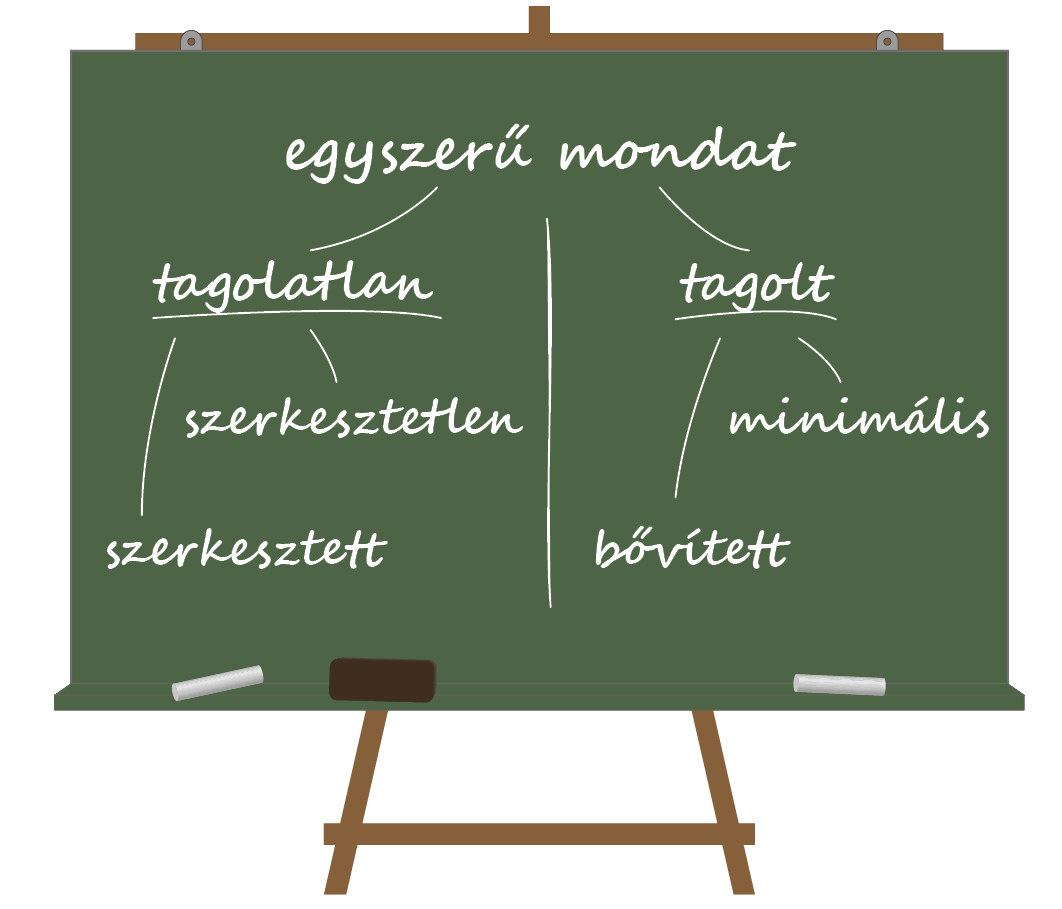 egyszerű mondat
tagolatlan
szerkesztetlen
szerkesztett
tagolt
minimális
bővített